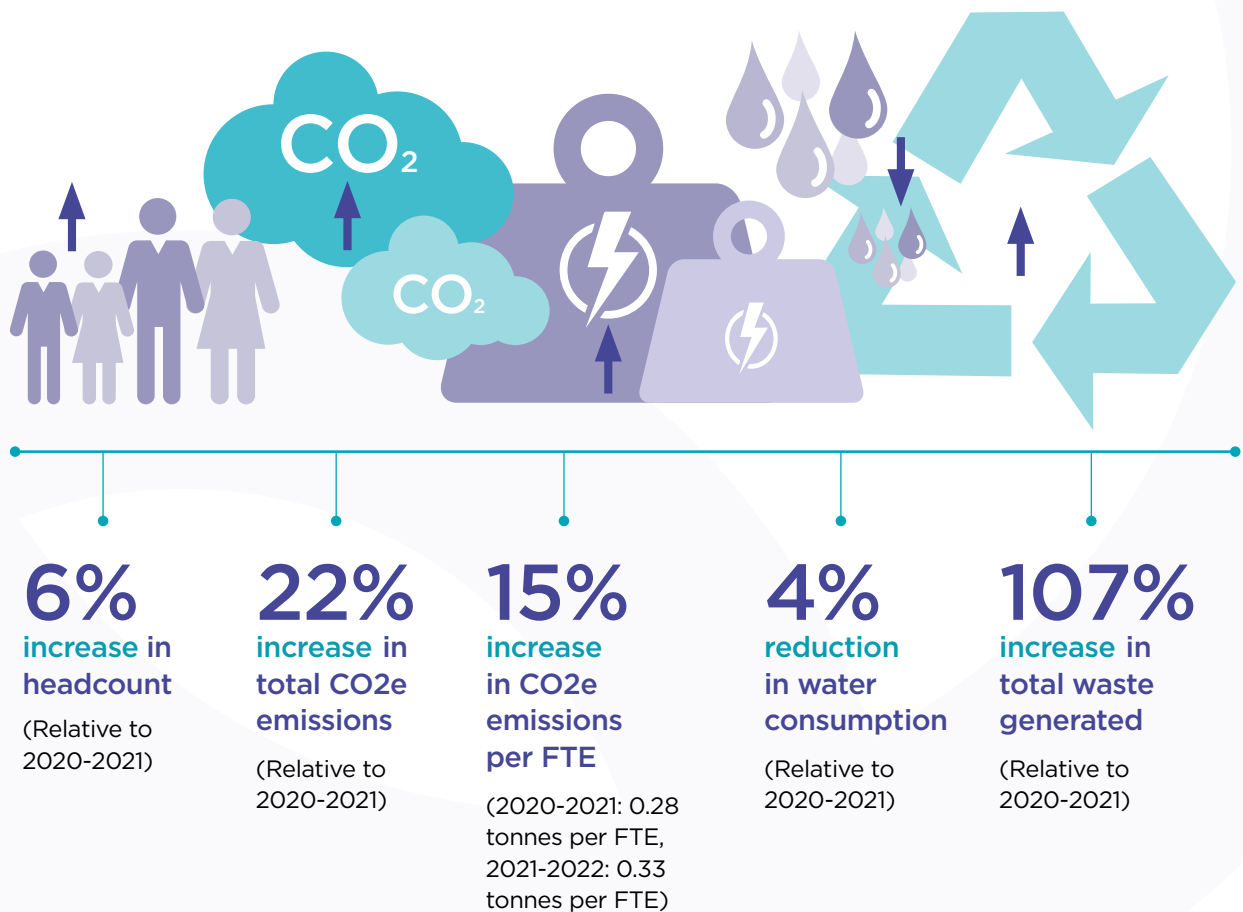 CO2
CO2
6%
increase in
headcount
(Relative to
2020-2021)
22%
increase in
total CO2e
emissions
(Relative to
2020-2021)
15%
increase
in CO2e
emissions
per FTE
(2020-2021: 0.28
tonnes per FTE,
2021-2022: 0.33
tonnes per FTE)
4%
reduction
in water
consumption
(Relative to
2020-2021)
107%
increase in
total waste
generated
(Relative to
2020-2021)